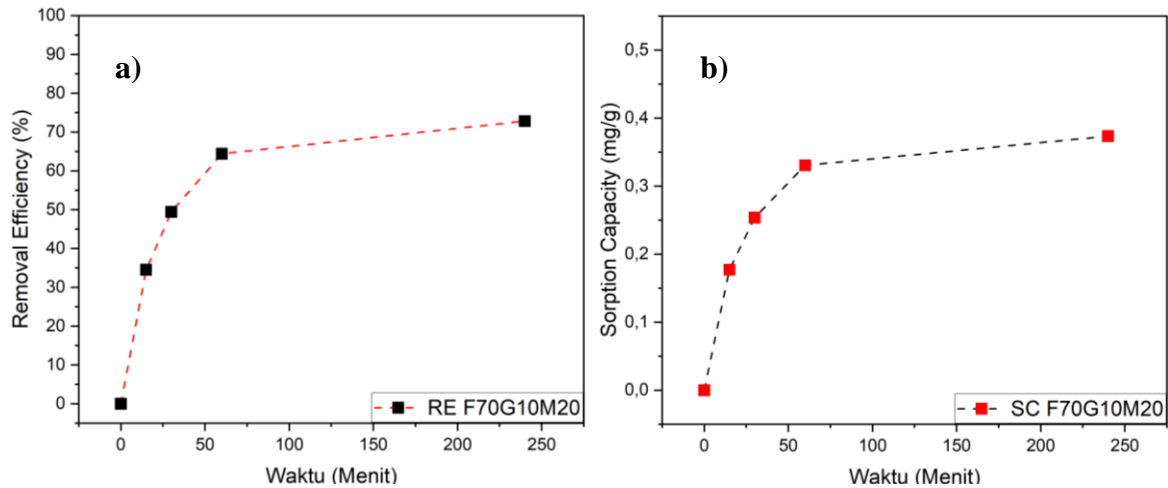 a)
Removal Efficiency (%)
100
90
80
70
60
50
40
30
20
10
0
0 50 100 150 200 250
Waktu (Menit)
RE F70G10M20
b)
Sorption Capacity (mg/g)
0,5
0,4
0,3
0,2
0,1
0,0
0 50 100 150 200 250
Waktu (Menit)
SC F70G10M20